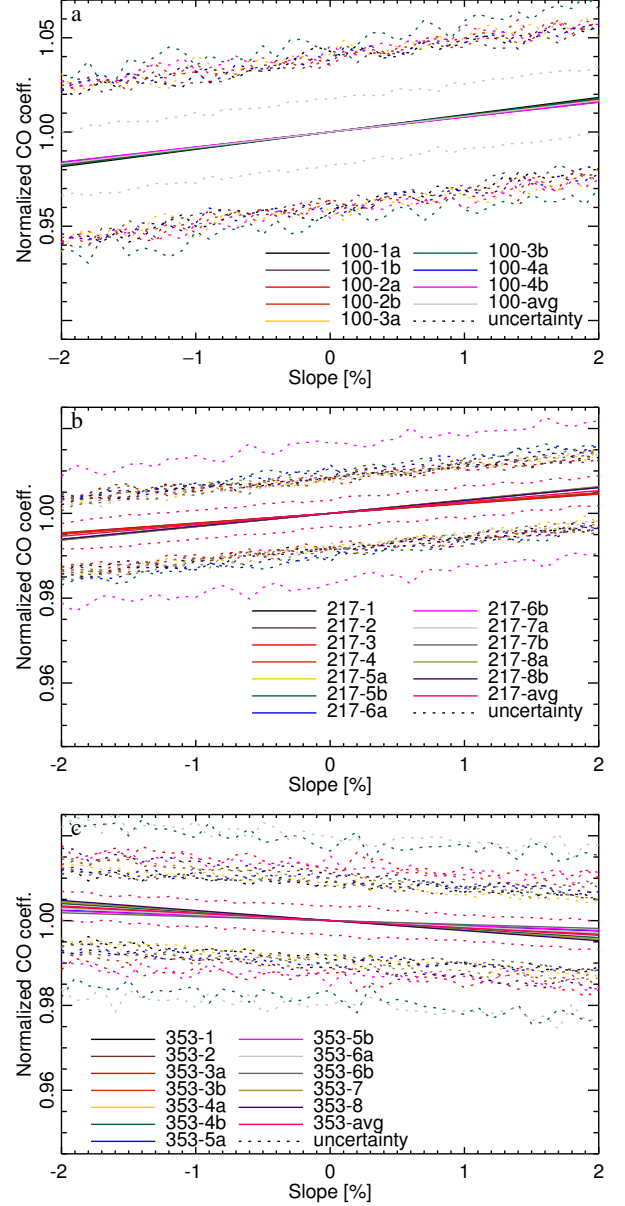 a
1.05
1.00
0.95
Normalized CO coeff.
100-1a
100-1b
100-2a
100-2b
100-3a
100-3b
100-4a
100-4b
100-avg
uncertainty
−2 −1 0 1 2
Slope [%]
b
1.00
0.98
0.96
Normalized CO coeff.
217-1
217-2
217-3
217-4
217-5a
217-5b
217-6a
217-6b
217-7a
217-7b
217-8a
217-8b
217-avg
uncertainty
-2 -1 0 1 2
Slope [%]
c
1.00
0.98
0.96
Normalized CO coeff.
353-1
353-2
353-3a
353-3b
353-4a
353-4b
353-5a
353-5b
353-6a
353-6b
353-7
353-8
353-avg
uncertainty
-2 -1 0 1 2
Slope [%]